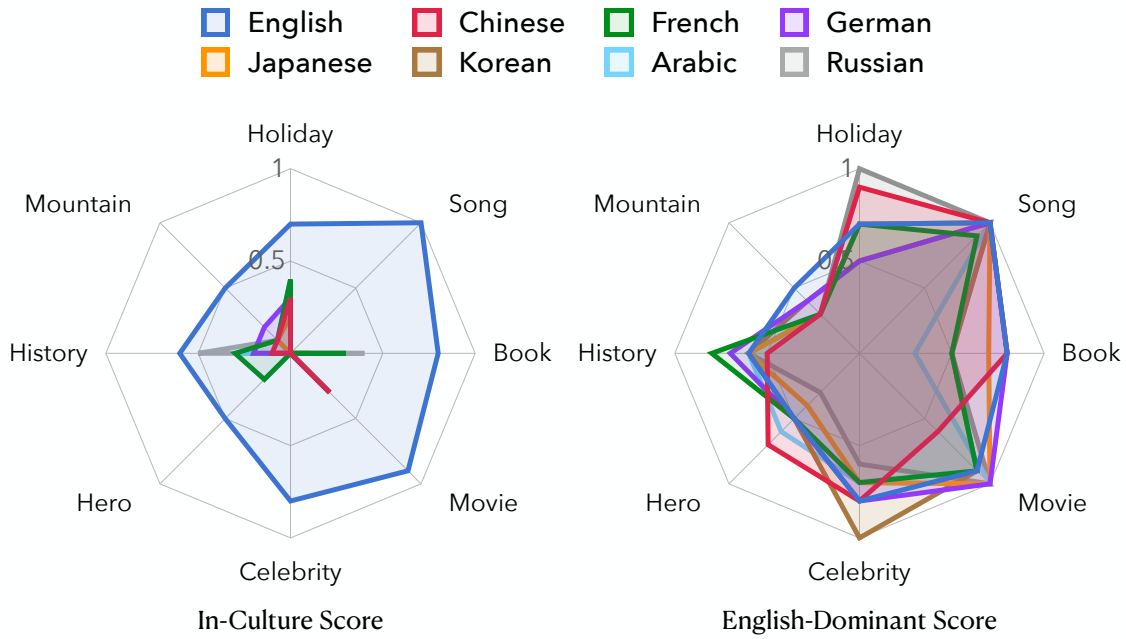 English Chinese French German
Japanese Korean Arabic Russian
Holiday Holiday
1 1
Mountain Song Mountain Song
0.5 0.5
History Book History Book
Hero Movie Hero Movie
Celebrity Celebrity
In-Culture Score English-Dominant Score